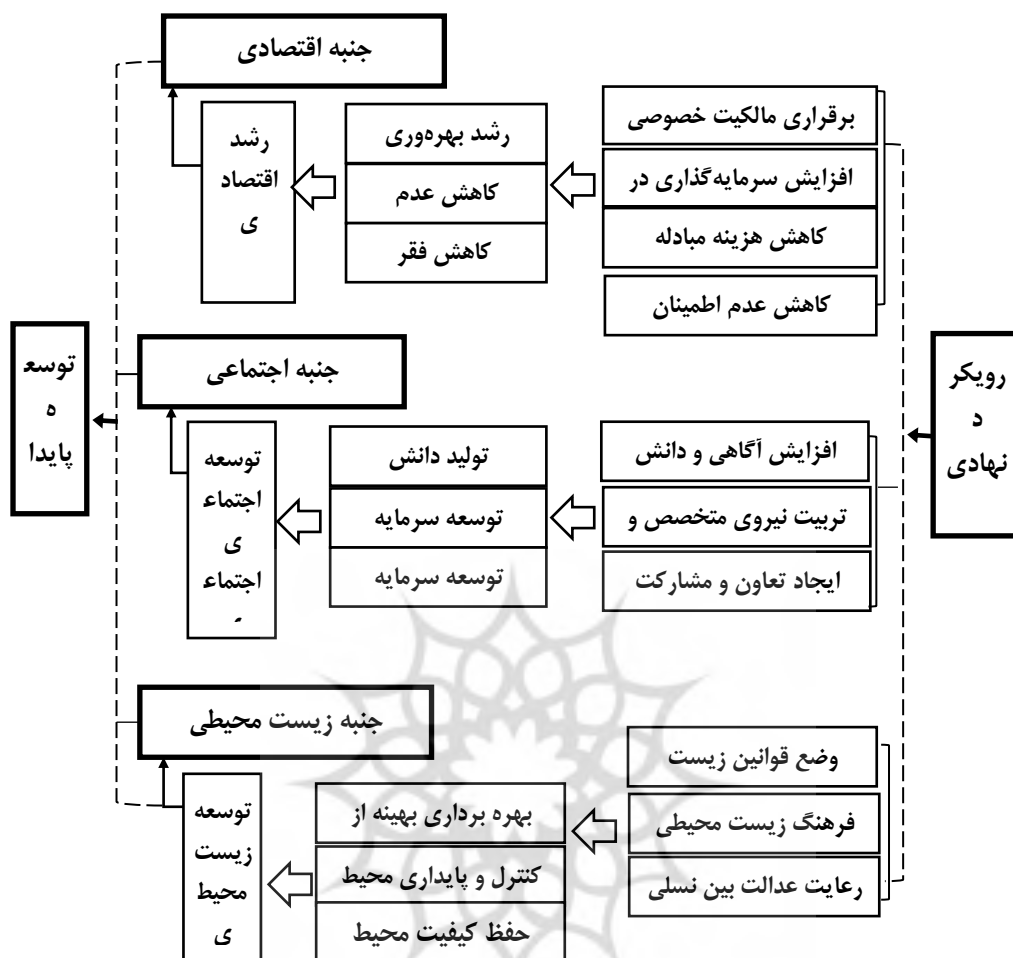 جنبه اقتصادی
برقراری مالکیت خصوصی
افزایش سرمایه‌گذاری در
کاهش هزینه مبادله
کاهش عدم اطمینان
رشد بهره‌وری
کاهش عدم
کاهش فقر
رشد
اقتصاد
ی
رویکر
د
نهادی
توسع
ه
پایدا
جنبه اجتماعی
افزایش آگاهی و دانش
تربیت نیروی متخصص و
ایجاد تعاون و مشارکت
تولید دانش
توسعه سرمایه
توسعه سرمایه
توسعه
اجتماع
ی
اجتماع
جنبه زیست محیطی
وضع قوانین زیست
فرهنگ زیست محیطی
رعایت عدالت بین نسلی
بهره برداری بهینه از
کنترل و پایداری محیط
حفظ کیفیت محیط
توسعه
زیست
محیط
ی